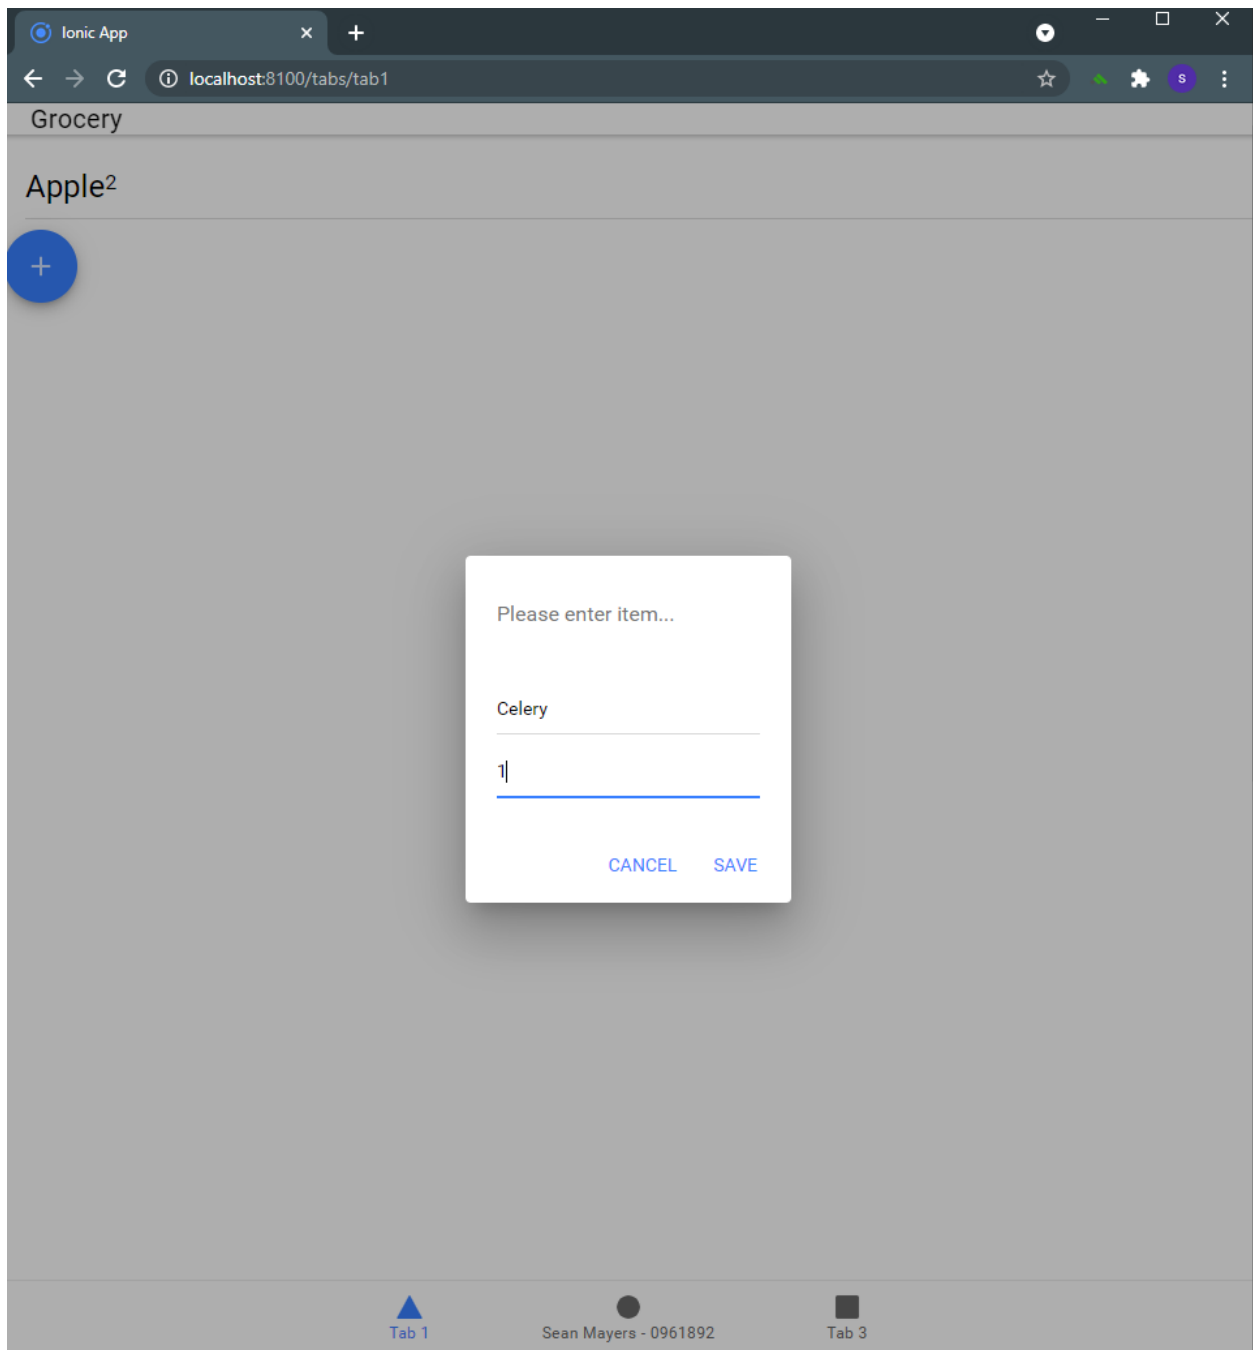 Ionic App
localhost:8100/tabs/tab1
S
Grocery
Apple2
Please enter item...
Celery
1
CANCEL SAVE
Tab 1 Sean Mayers - 0961892 Tab 3